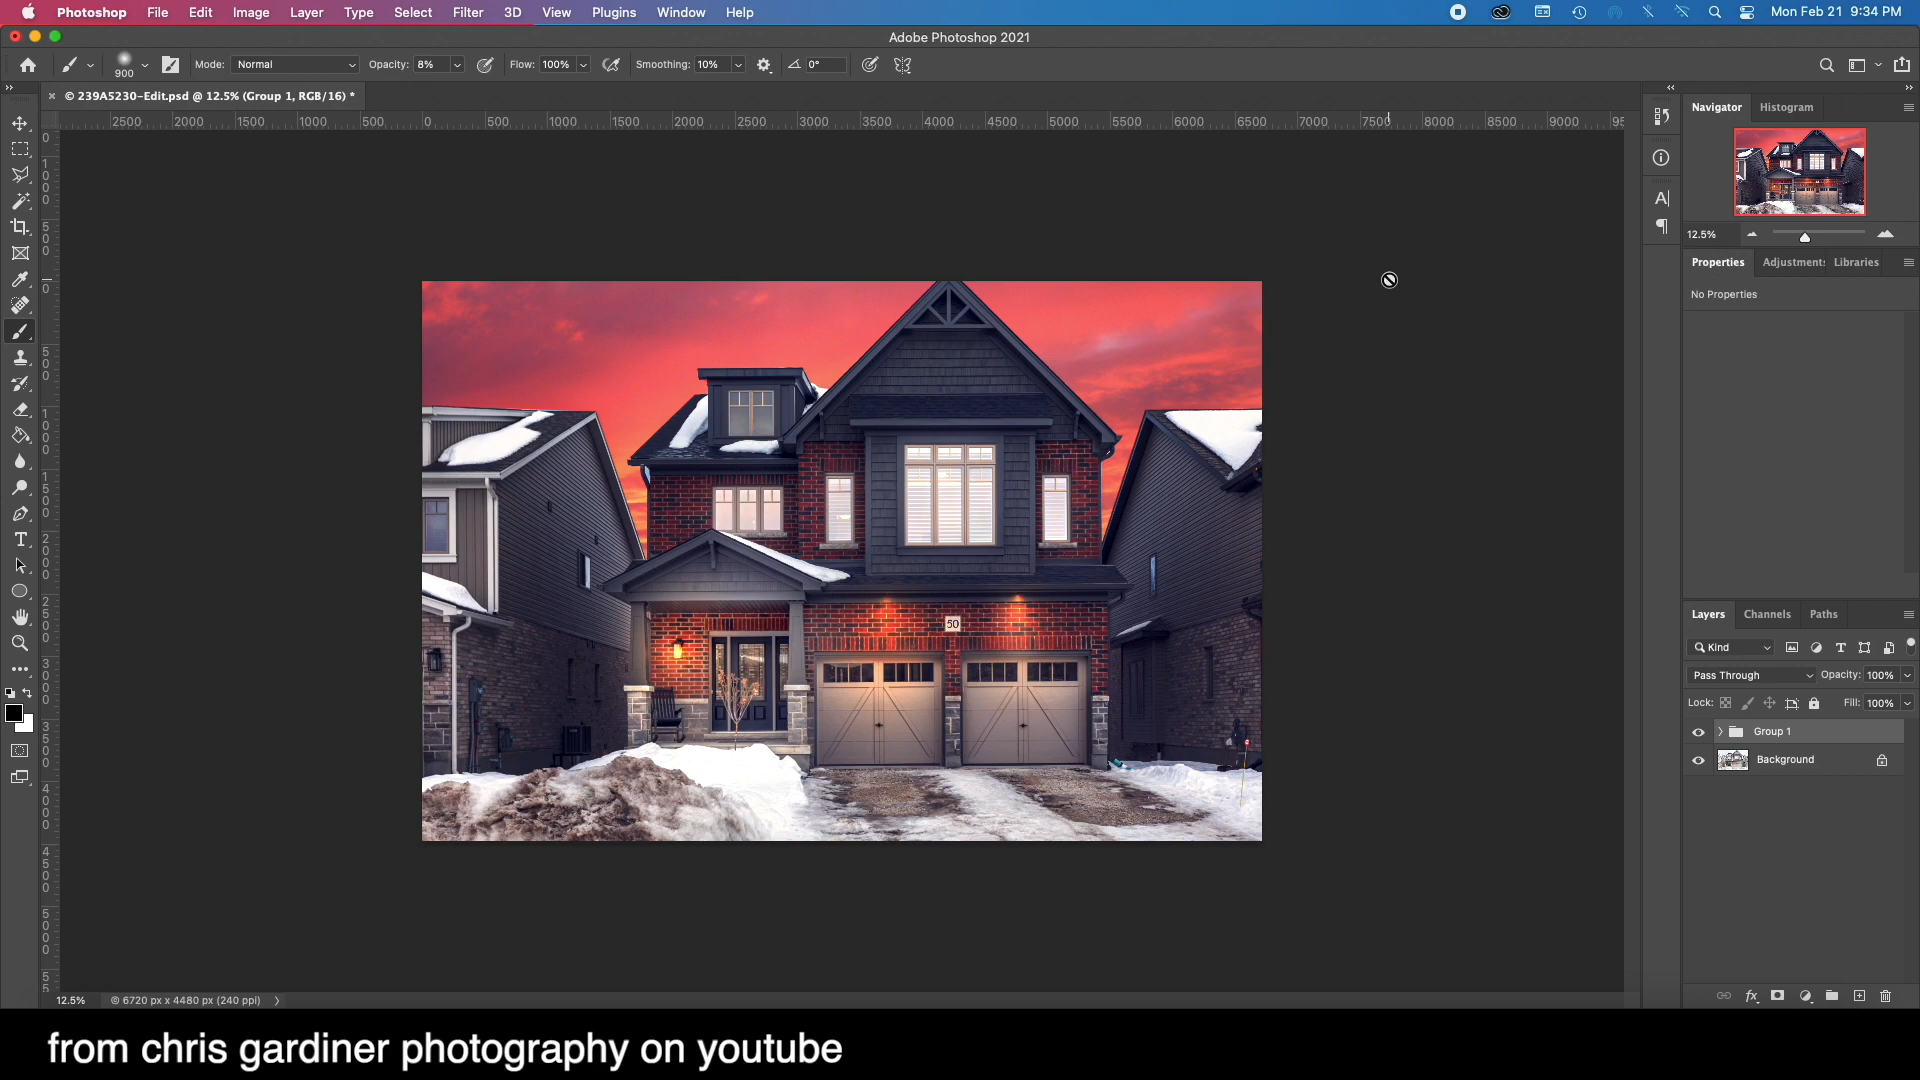 Photoshop File Edit Image Layer Type Select Filter 3D View Plugins Window Help Mon Feb 21 9:34 PM
Adobe Photoshop 2021
900 Mode: Normal Opacity: 8% Flow: 100% Smoothing: 10% 0°
© 239A5230-Edit.psd @ 12.5% (Group 1, RGB/16) *
2500 2000 1500 1000 500 0 500 1000 1500 2000 2500 3000 3500 4000 4500 5000 5500 6000 6500 7000 7500 8000 8500 9000 95
Navigator Histogram
12.5%
Properties Adjustments Libraries
No Properties
50
Layers Channels Paths
Kind
Pass Through Opacity: 100%
Lock: Fill: 100%
Group 1
Background
12.5% © 6720 px x 4480 px (240 ppi)
from chris gardiner photography on youtube